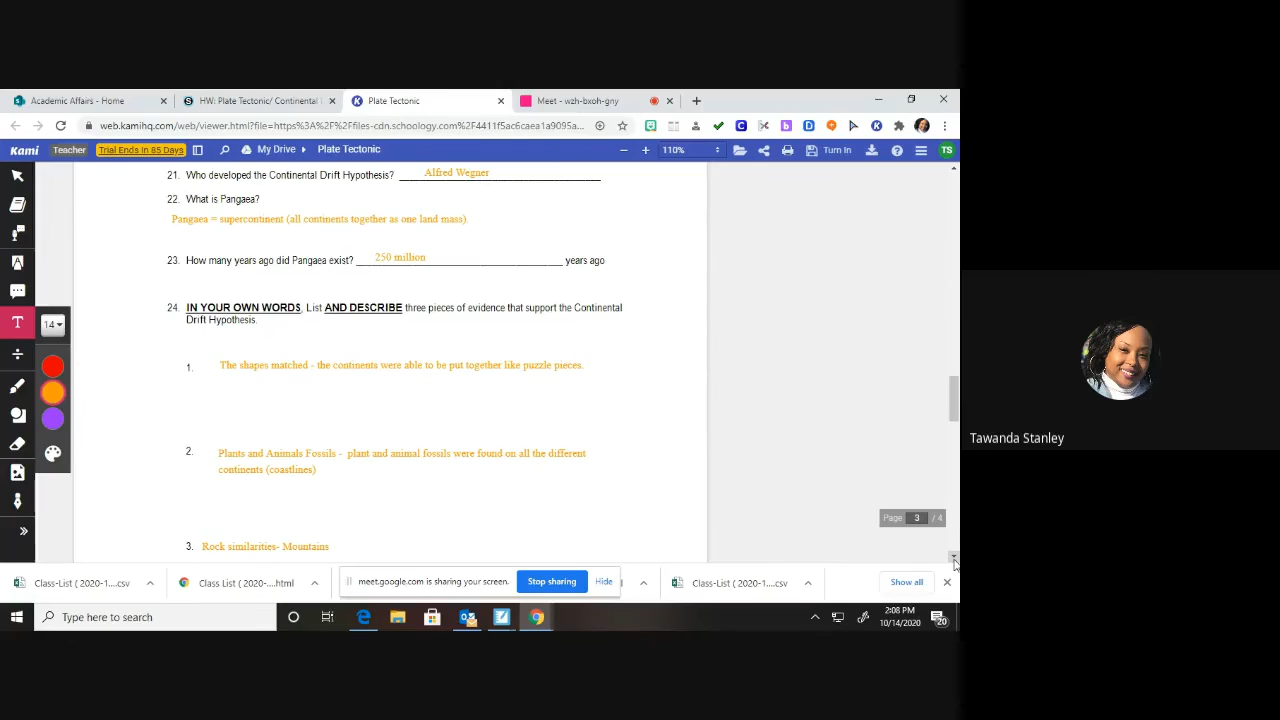 Academic Affairs - Home
HW: Plate Tectonic/ Continental
Plate Tectonic
Meet - wzh-bxoh-gny
web.kamihq.com/web/viewer.html?file=https%3A%2F%2Ffiles-cdn.schoology.com%2F4411f5ac6caea1a9095a...
Kami Teacher Trial Ends In 85 Days My Drive Plate Tectonic 110% Turn In TS
21. Who developed the Continental Drift Hypothesis? Alfred Wegner
22. What is Pangaea?
Pangaea = supercontinent (all continents together as one land mass).
23. How many years ago did Pangaea exist? 250 million years ago
24. IN YOUR OWN WORDS, List AND DESCRIBE three pieces of evidence that support the Continental
Drift Hypothesis.
14
1. The shapes matched - the continents were able to be put together like puzzle pieces.
2. Plants and Animals Fossils - plant and animal fossils were found on all the different
continents (coastlines)
Page 3 / 4
3. Rock similarities- Mountains
Tawanda Stanley
Class-List ( 2020-1....csv
Class List ( 2020-....html
meet.google.com is sharing your screen. Stop sharing Hide
Class-List ( 2020-1....csv
Show all
Type here to search
2:08 PM
10/14/2020
20